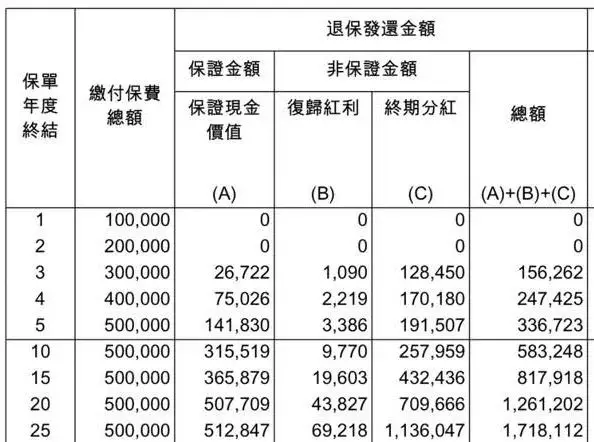 保單年度終結 繳付保費總額 退保發還金額
保證金額 非保證金額 總額
保證現金價值 復歸紅利 終期分紅
(A) (B) (C) (A)+(B)+(C)
1 100,000 0 0 0 0
2 200,000 0 0 0 0
3 300,000 26,722 1,090 128,450 156,262
4 400,000 75,026 2,219 170,180 247,425
5 500,000 141,830 3,386 191,507 336,723
10 500,000 315,519 9,770 257,959 583,248
15 500,000 365,879 19,603 432,436 817,918
20 500,000 507,709 43,827 709,666 1,261,202
25 500,000 512,847 69,218 1,136,047 1,718,112